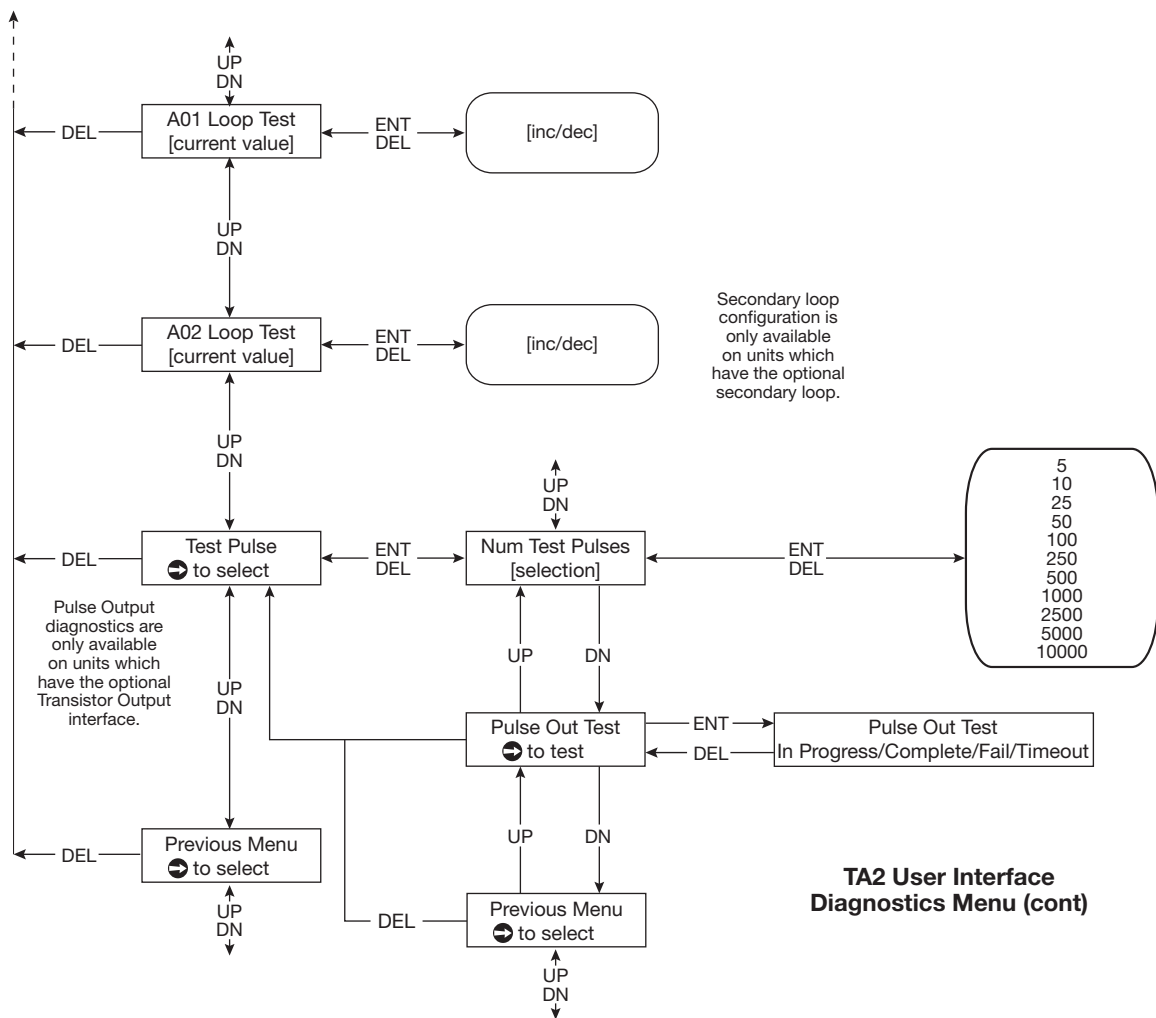 UP
DN
DEL
A01 Loop Test
[current value]
ENT
DEL
[inc/dec]
UP
DN
DEL
A02 Loop Test
[current value]
ENT
DEL
[inc/dec]
Secondary loop
configuration is
only available
on units which
have the optional
secondary loop.
UP
DN
UP
DN
DEL
Test Pulse
to select
ENT
DEL
Num Test Pulses
[selection]
ENT
DEL
5
10
25
50
100
250
500
1000
2500
5000
10000
Pulse Output
diagnostics are
only available
on units which
have the optional
Transistor Output
interface.
UP
DN
UP
DN
Pulse Out Test
to test
ENT
DEL
Pulse Out Test
In Progress/Complete/Fail/Timeout
UP
DN
DEL
Previous Menu
to select
UP
DN
DEL
Previous Menu
to select
UP
DN
TA2 User Interface
Diagnostics Menu (cont)